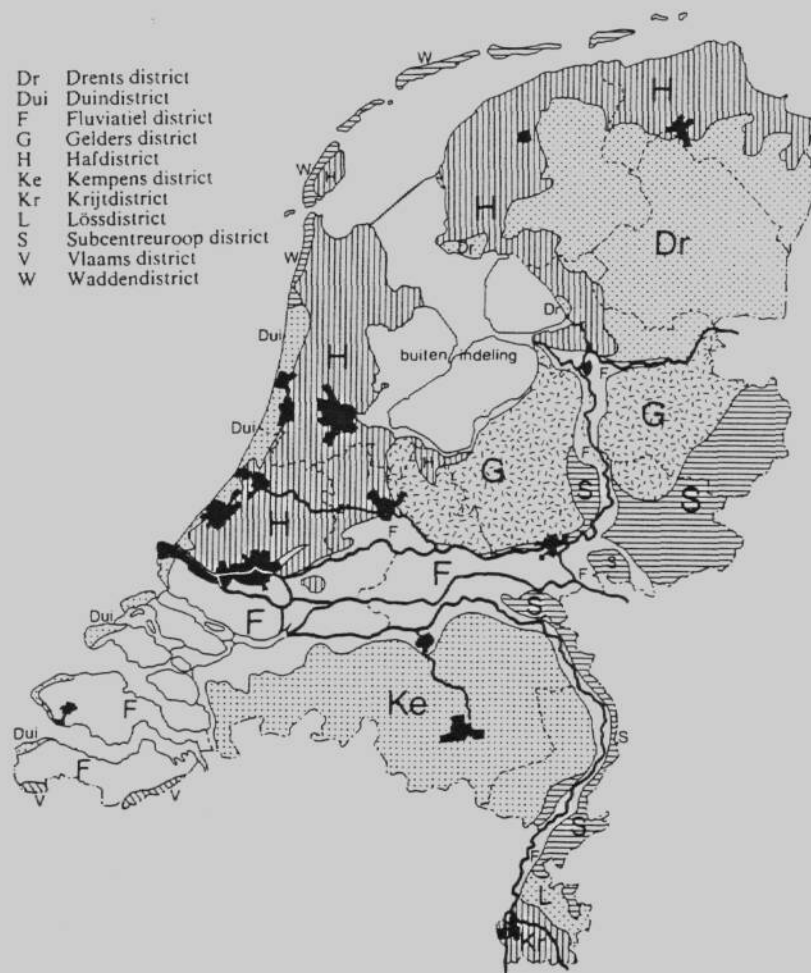 Dr Drents district
Dui Duindistrict
F Fluviatiel district
G Gelders district
H Hafdistrict
Ke Kempens district
Kr Krijtdistrict
L Lössdistrict
S Subcentreuroop district
V Vlaams district
W Waddendistrict
W
H
W
H
H
Dr
Dr
W
Dr
Dui
H
buiten indeling
F
G
Dui
H
G
F
S
S
H
F
F
F
S
S
F
Dui
Ke
F
Dui
F
S
V
V
S
F
L
Kr